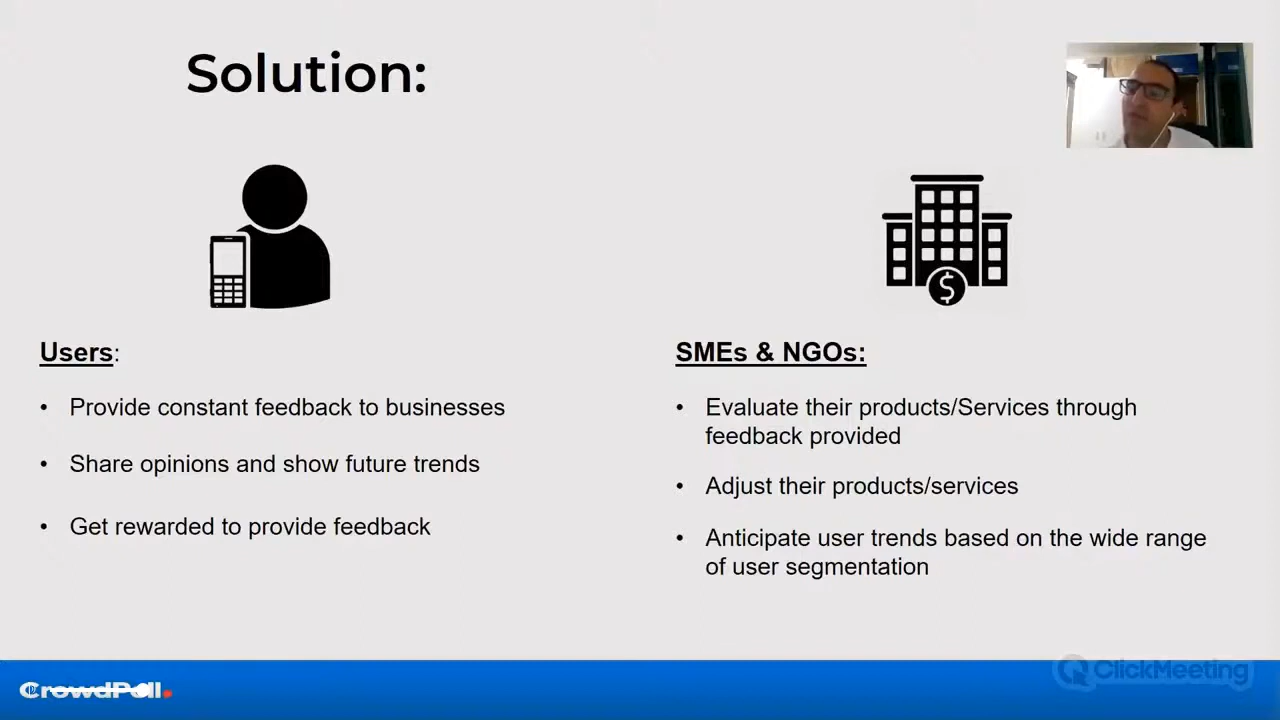 Solution:
Users:
• Provide constant feedback to businesses
• Share opinions and show future trends
• Get rewarded to provide feedback
$
SMEs & NGOs:
• Evaluate their products/Services through
feedback provided
• Adjust their products/services
• Anticipate user trends based on the wide range
of user segmentation
CrowdPoll.
ClickMeeting